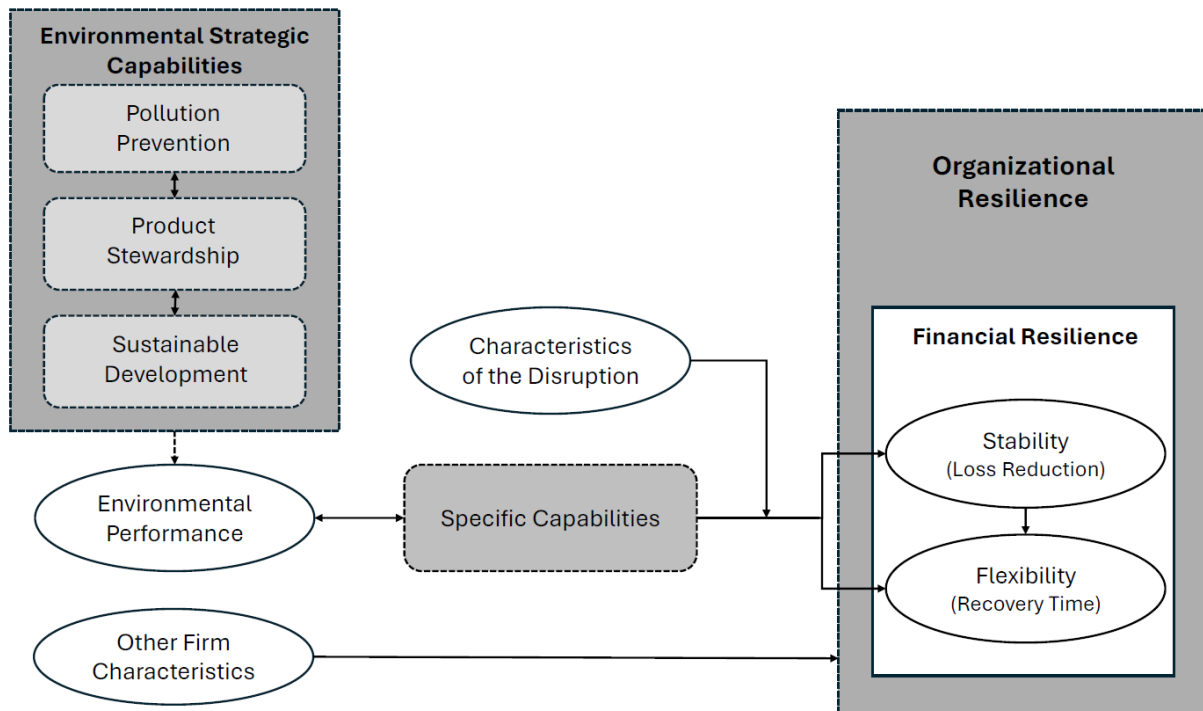 Environmental Strategic
Capabilities
Pollution
Prevention
Product
Stewardship
Sustainable
Development
Environmental
Performance
Other Firm
Characteristics
Characteristics
of the Disruption
Specific Capabilities
Organizational
Resilience
Financial Resilience
Stability
(Loss Reduction)
Flexibility
(Recovery Time)